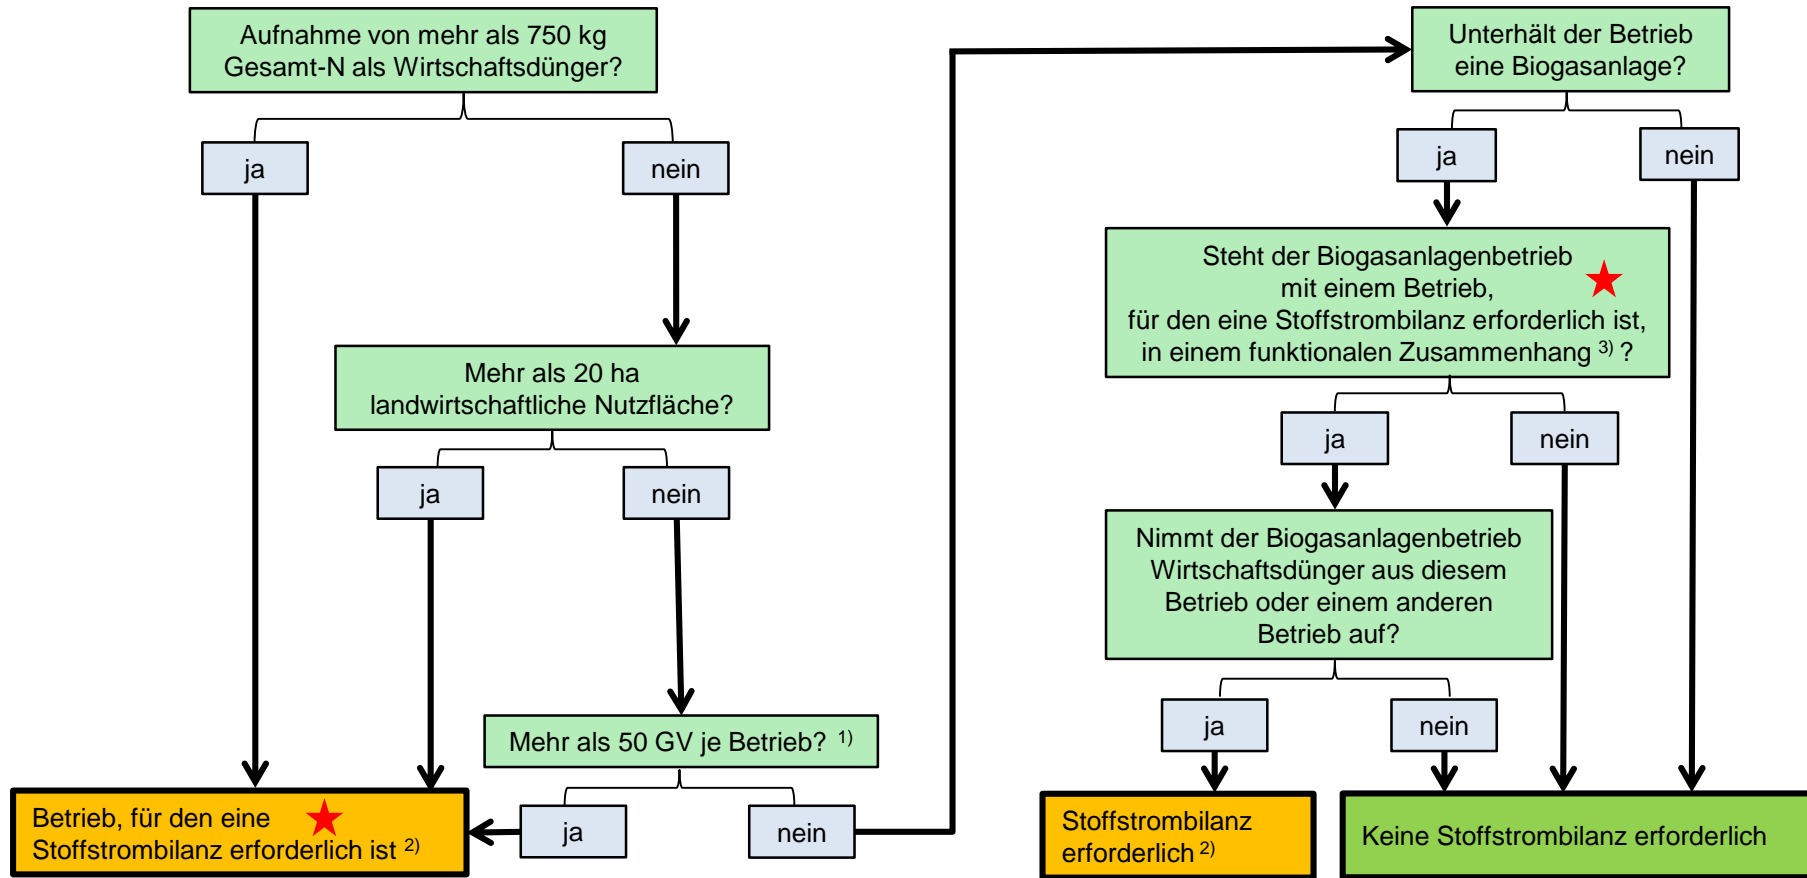 Aufnahme von mehr als 750 kg
Gesamt-N als Wirtschaftsdünger?
ja
nein
Mehr als 20 ha
landwirtschaftliche Nutzfläche?
ja
nein
Mehr als 50 GV je Betrieb? 1)
ja
nein
Betrieb, für den eine
Stoffstrombilanz erforderlich ist 2)
Unterhält der Betrieb
eine Biogasanlage?
ja
nein
Steht der Biogasanlagenbetrieb
mit einem Betrieb,
für den eine Stoffstrombilanz erforderlich ist,
in einem funktionalen Zusammenhang 3) ?
ja
nein
Nimmt der Biogasanlagenbetrieb
Wirtschaftsdünger aus diesem
Betrieb oder einem anderen
Betrieb auf?
ja
nein
Stoffstrombilanz
erforderlich 2)
Keine Stoffstrombilanz erforderlich